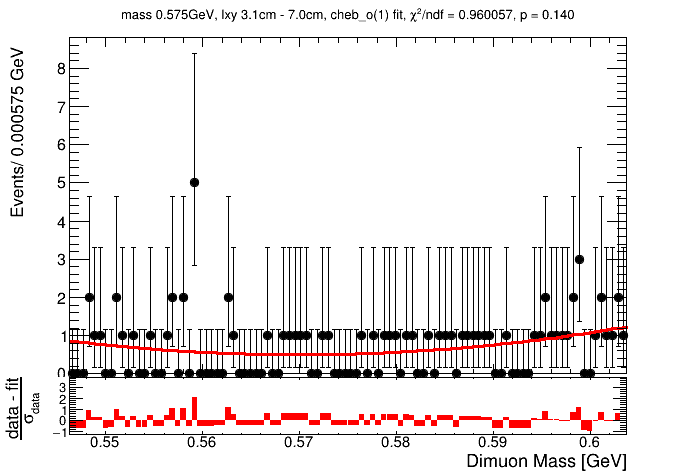 mass 0.575GeV, lxy 3.1cm - 7.0cm, cheb_o(1) fit, χ²/ndf = 0.960057, p = 0.140
Events/ 0.000575 GeV
8
7
6
5
4
3
2
1
0
data - fit
σdata
3
2
1
0
−1
0.55 0.56 0.57 0.58 0.59 0.6
Dimuon Mass [GeV]